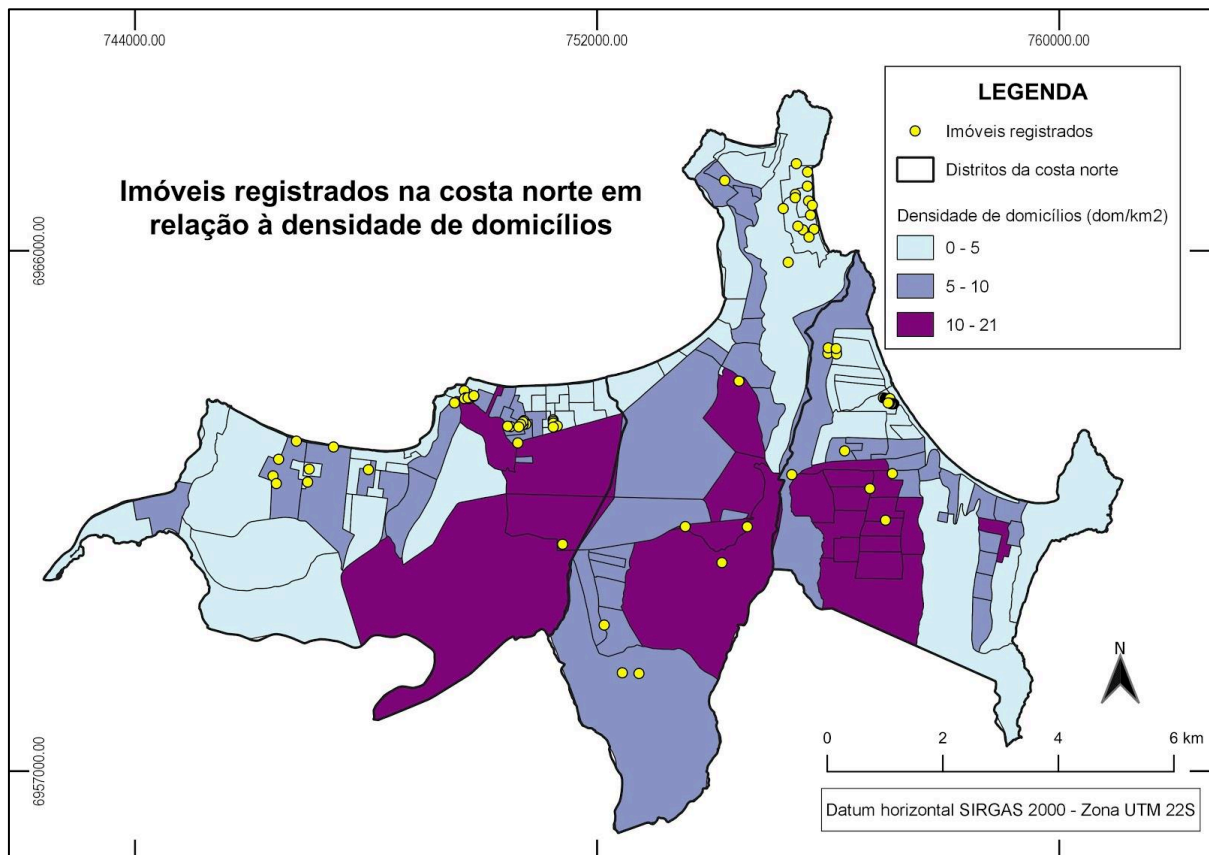 744000.00
752000.00
760000.00
Imóveis registrados na costa norte em
relação à densidade de domicílios
LEGENDA
Imóveis registrados
Distritos da costa norte
Densidade de domicílios (dom/km2)
0 - 5
5 - 10
10 - 21
6966000.00
6957000.00
N
0
2
4
6 km
Datum horizontal SIRGAS 2000 - Zona UTM 22S